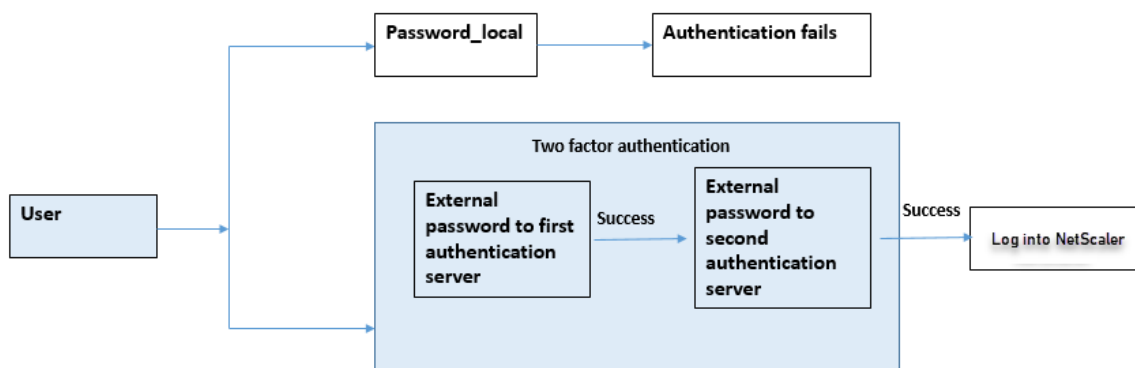 Password_local
Authentication fails
Two factor authentication
User
External
password to first
authentication
server
Success
External
password to
second
authentication
server
Success
Log into NetScaler